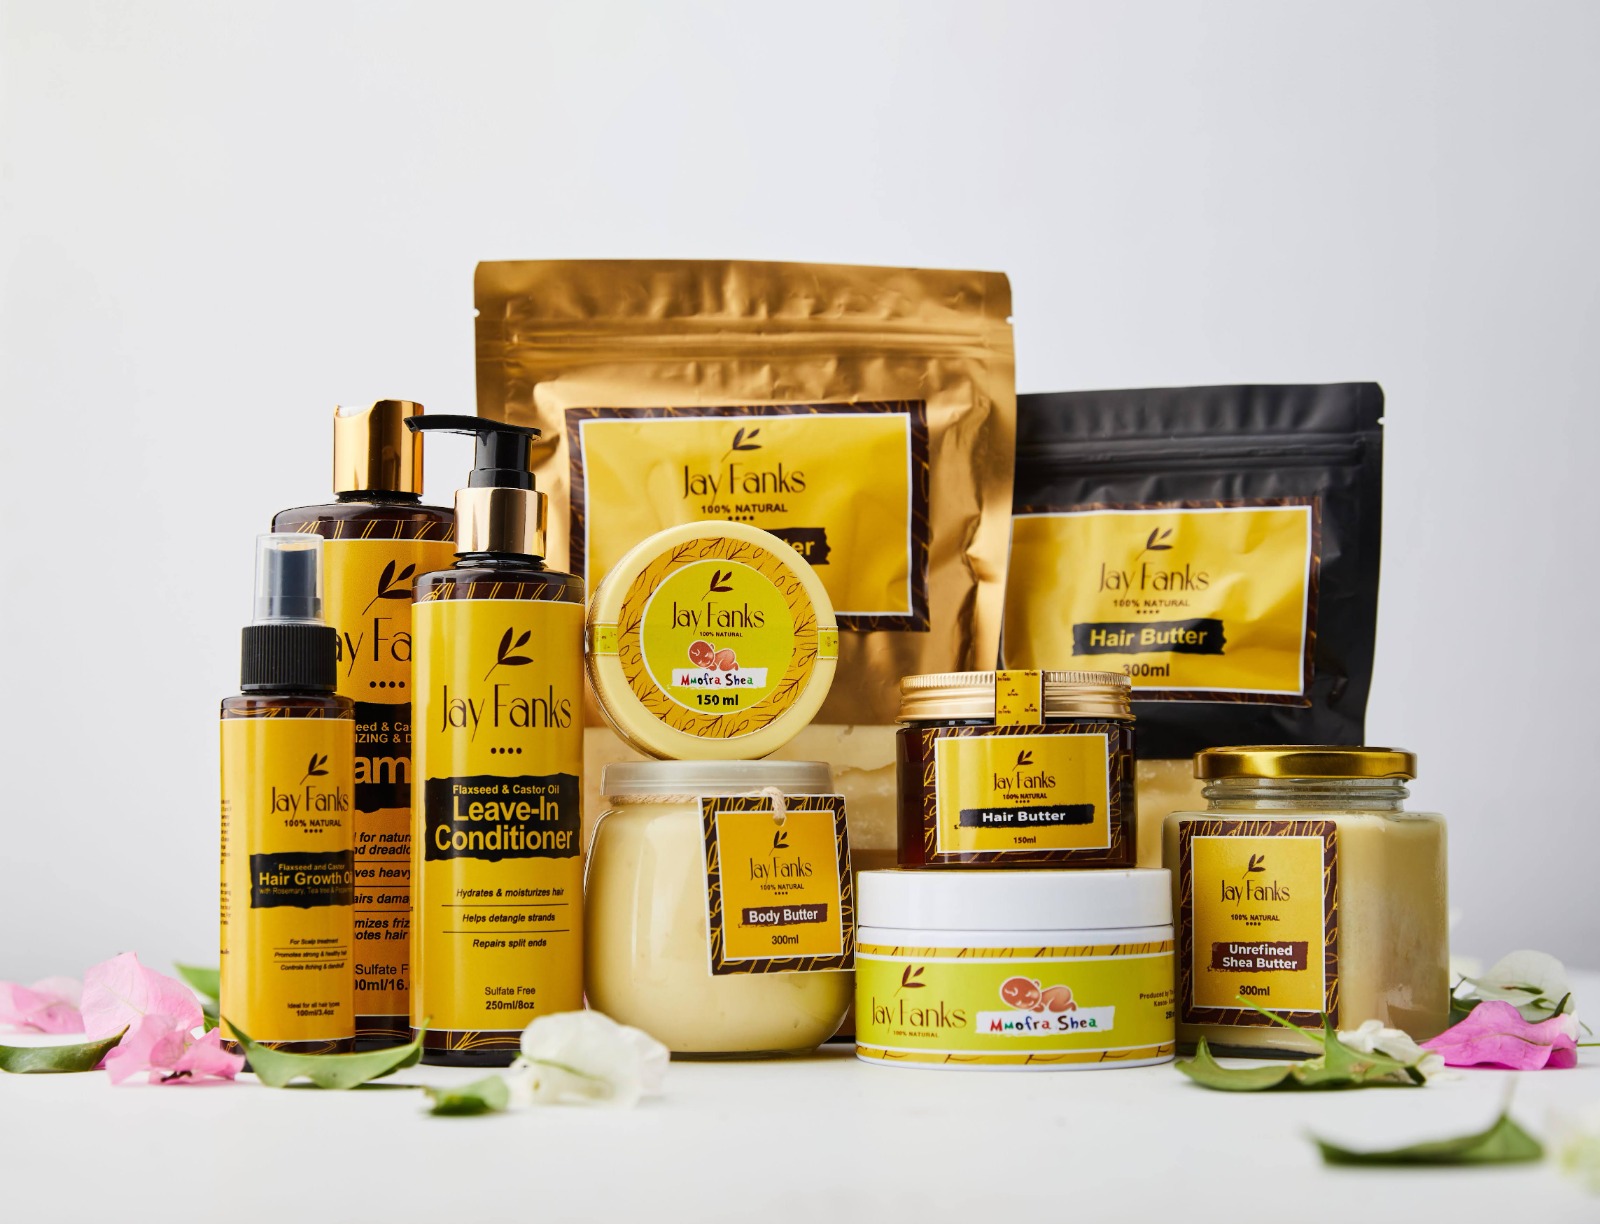 Jay Fanks
100% NATURAL
Jay Fanks
100% NATURAL
Hair Butter
300ml
Jay Fanks
100% NATURAL
Mmofra Shea
150 ml
Jay Fanks
Flaxseed & Castor Oil
Leave-In
Conditioner
Hydrates & moisturizes hair
Helps detangle strands
Repairs split ends
Sulfate Free
250ml/8oz
Jay Fanks
100% NATURAL
Flaxseed and Castor
Hair Growth
For Scalp treatment
Promotes strong & healthy
Controls itching & dandruff
Ideal for all hair types
100ml/3.4oz
Jay Fanks
100% NATURAL
Body Butter
300ml
Jay Fanks
100% NATURAL
Hair Butter
150ml
Jay Fanks
100% NATURAL
Mmofra Shea
Produced by
Jay Fanks
100% NATURAL
Unrefined
Shea Butter
300ml